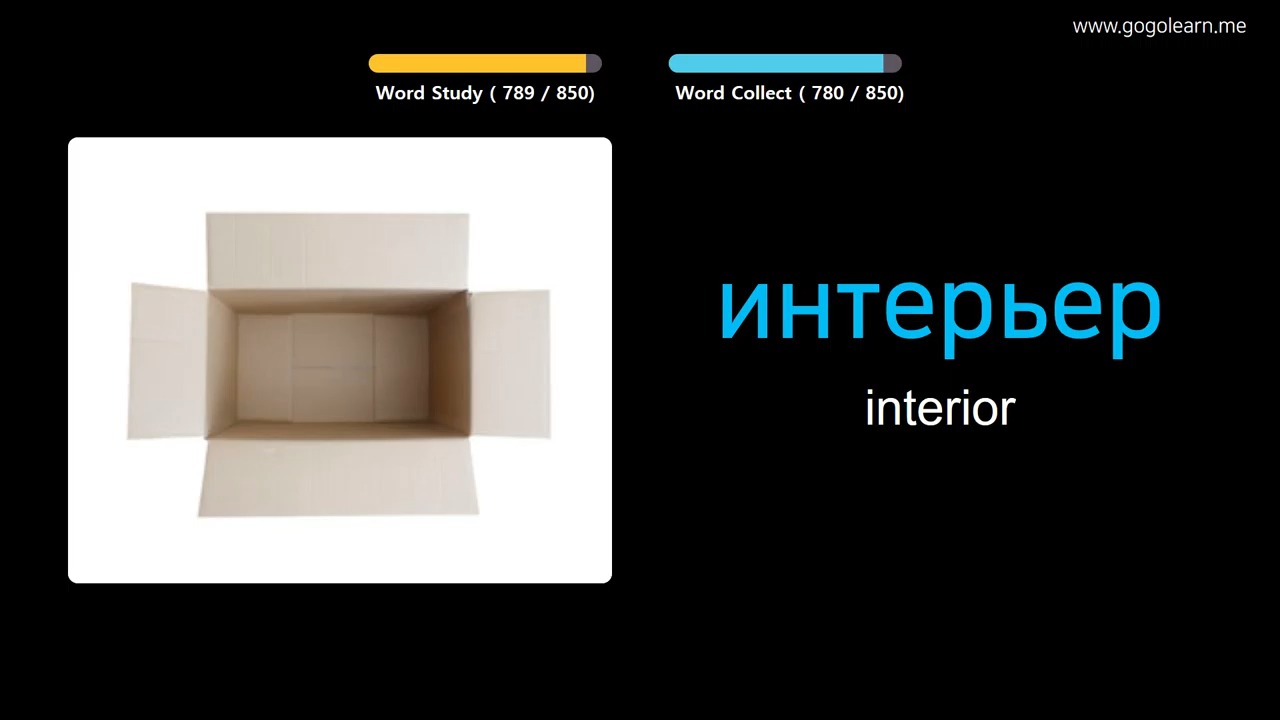 www.gogolearn.me
Word Study ( 789 / 850)
Word Collect ( 780 / 850)
интерьер
interior